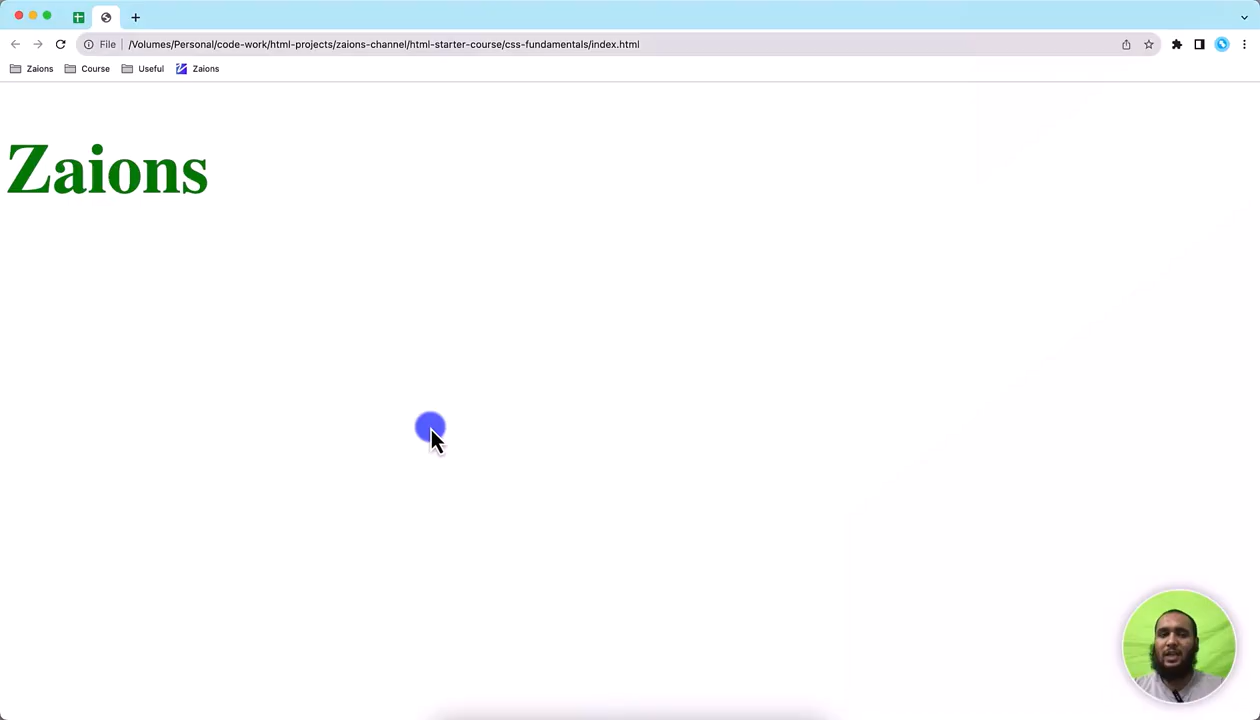 File /Volumes/Personal/code-work/html-projects/zaions-channel/html-starter-course/css-fundamentals/index.html
Zaions Course Useful Zaions
Zaions